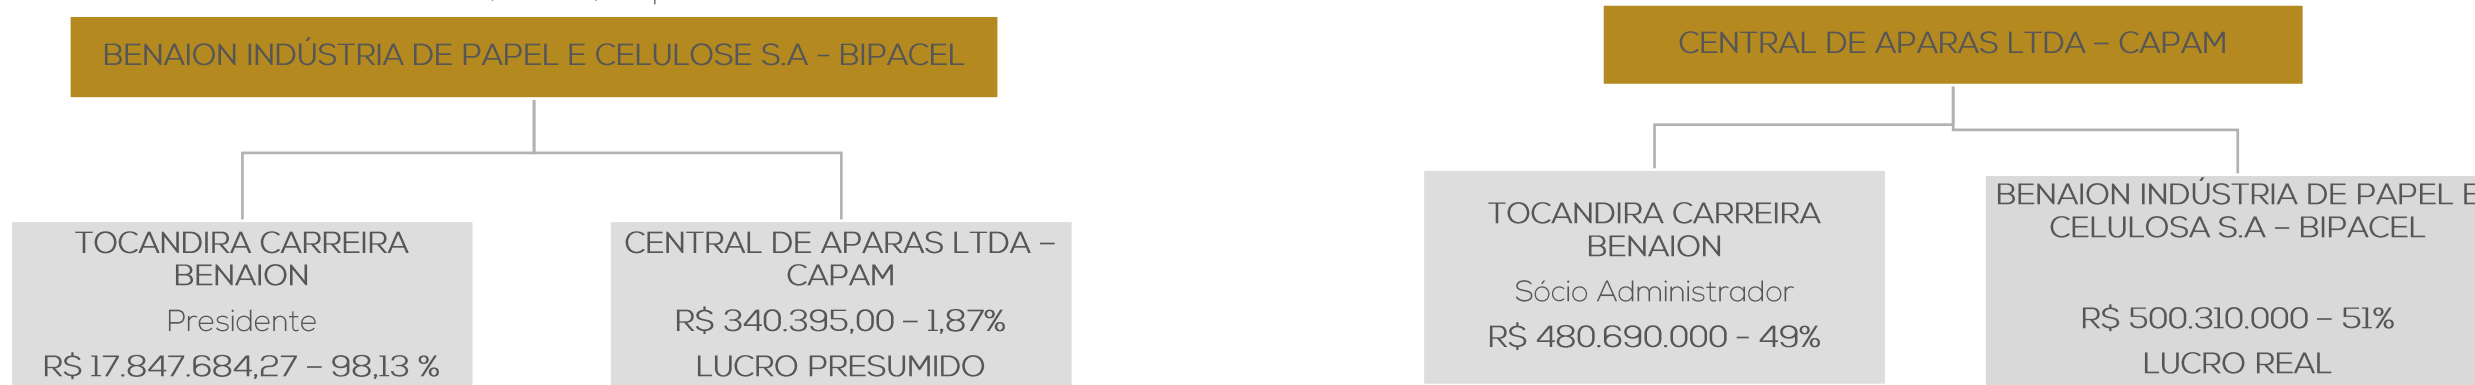 BENAION INDÚSTRIA DE PAPEL E CELULOSE S.A - BIPACEL
TOCANDIRA CARREIRA
BENAION
Presidente
R$ 17.847.684,27 – 98,13 %
CENTRAL DE APARAS LTDA –
CAPAM
R$ 340.395,00 – 1,87%
LUCRO PRESUMIDO
CENTRAL DE APARAS LTDA – CAPAM
TOCANDIRA CARREIRA
BENAION
Sócio Administrador
R$ 480.690.000 - 49%
BENAION INDÚSTRIA DE PAPEL E
CELULOSA S.A – BIPACEL
R$ 500.310.000 – 51%
LUCRO REAL